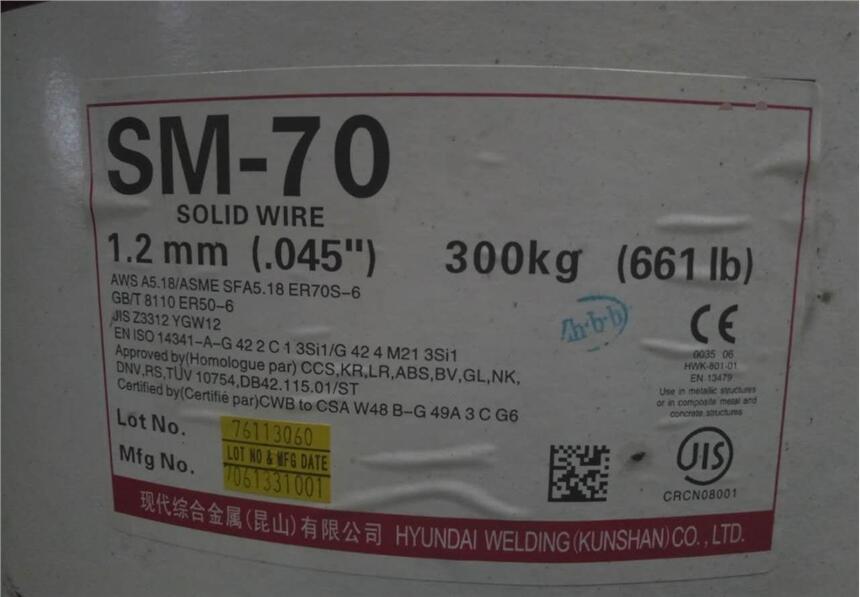 SM-70
SOLID WIRE
1.2 mm (.045") 300kg (661 lb)
AWS A5.18/ASME SFA5.18 ER70S-6
GB/T 8110 ER50-6
JIS Z3312 YGW12
EN ISO 14341-A-G 42 2 C 1 3Si1/G 42 4 M21 3Si1
Approved by(Homologue par) CCS,KR,LR,ABS,BV,GL,NK,
DNV,RS,TÜV 10754,DB42.115.01/ST
Certified by(Certifié par)CWB to CSA W48 B-G 49A 3 C G6
CE
0035 06
HWK-801-01
EN 13479
Use in metallic structures
or in composite metal and
concrete structures
Lot No. 76113060
LOT NO & MFG DATE
Mfg No. 7061331001
JIS
CRCN08001
现代综合金属(昆山)有限公司 HYUNDAI WELDING(KUNSHAN)CO., LTD.